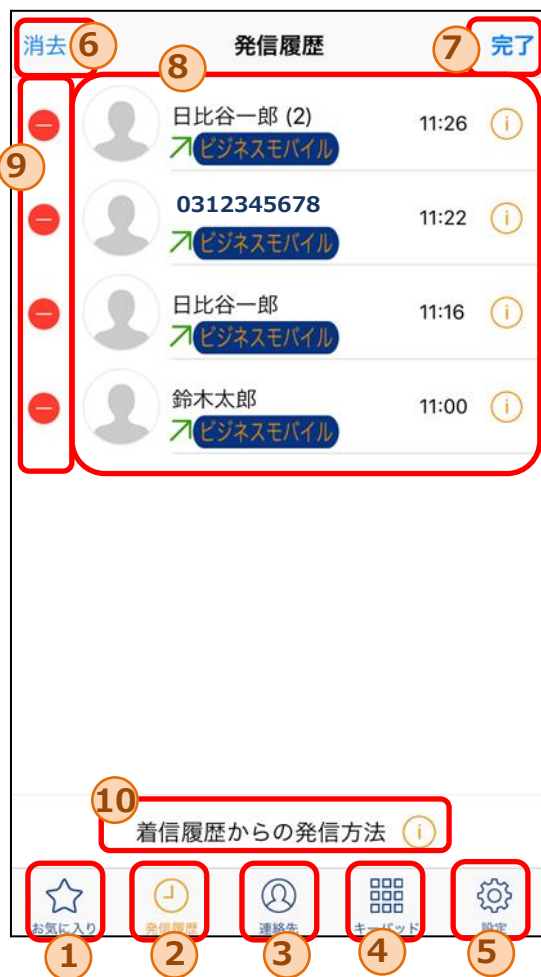 消去 6 発信履歴 7 完了
8
9
日比谷一郎 (2) 11:26
ビジネスモバイル
0312345678 11:22
ビジネスモバイル
日比谷一郎 11:16
ビジネスモバイル
鈴木太郎 11:00
ビジネスモバイル
10
着信履歴からの発信方法
お気に入り 発信履歴 連絡先 キーパッド 設定
1 2 3 4 5